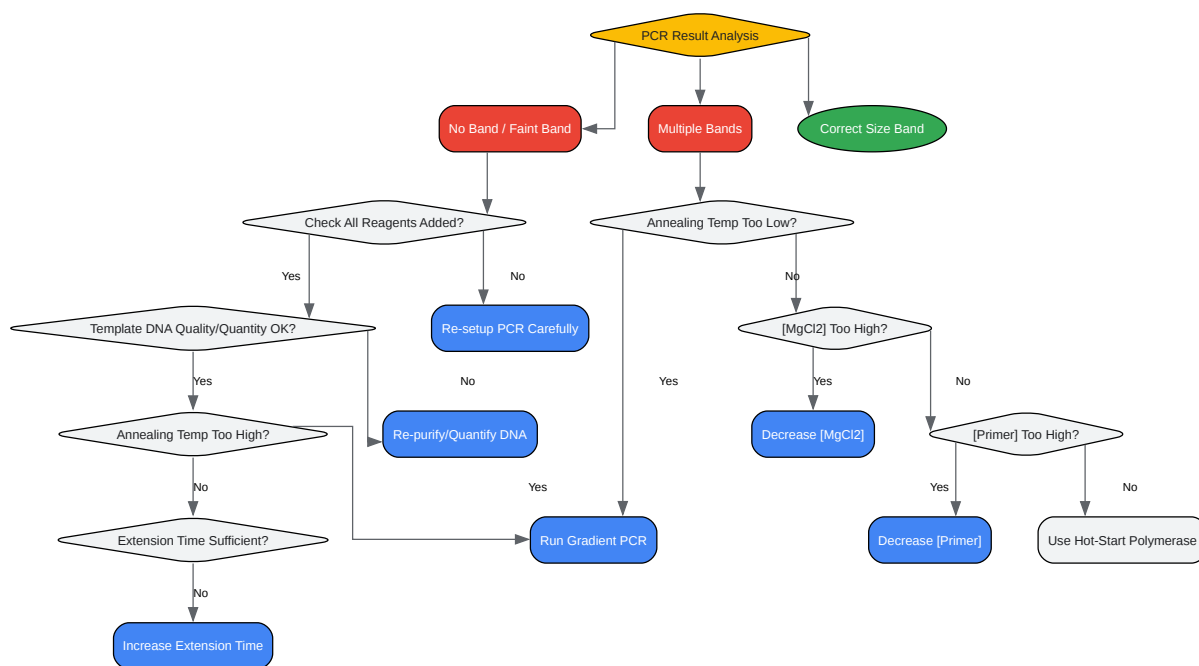 PCR Result Analysis
No Band / Faint Band
Multiple Bands
Correct Size Band
Check All Reagents Added?
Annealing Temp Too Low?
Yes
No
No
Template DNA Quality/Quantity OK?
Re-setup PCR Carefully
[MgCl2] Too High?
Yes
No
Yes
Yes
No
Annealing Temp Too High?
Re-purify/Quantify DNA
Decrease [MgCl2]
[Primer] Too High?
No
Yes
Yes
No
Extension Time Sufficient?
Run Gradient PCR
Decrease [Primer]
Use Hot-Start Polymerase
No
Increase Extension Time